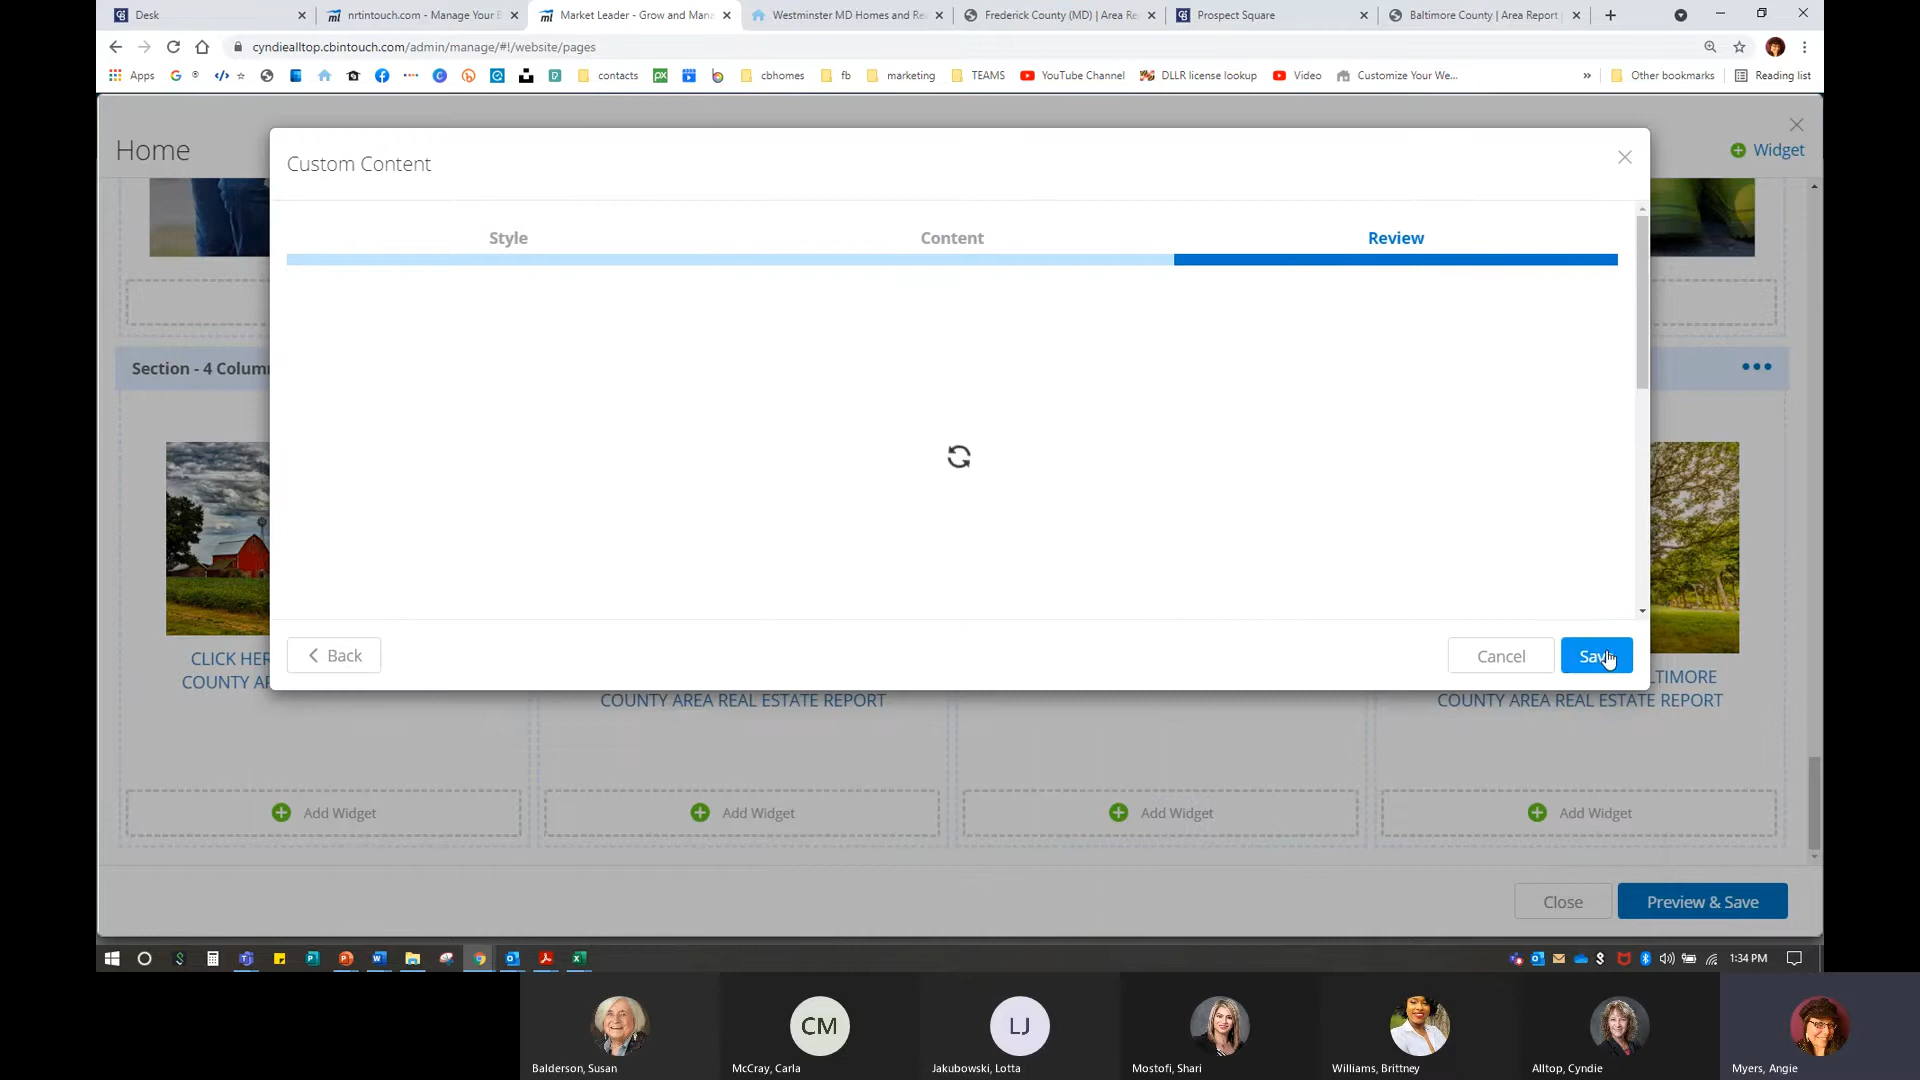 Desk
nrtintouch.com - Manage Your B
Market Leader - Grow and Mana
Westminster MD Homes and Re
Frederick County (MD) | Area Re
Prospect Square
Baltimore County | Area Report
cyndiealltop.cbintouch.com/admin/manage/#!/website/pages
Apps
contacts
cbhomes
fb
marketing
TEAMS
YouTube Channel
DLLR license lookup
Video
Customize Your We...
Other bookmarks
Reading list
Home
Widget
Custom Content
Style
Content
Review
Section - 4 Colum
Back
Cancel
Save
CLICK HER
COUNTY A
COUNTY AREA REAL ESTATE REPORT
TIMORE
COUNTY AREA REAL ESTATE REPORT
Add Widget
Add Widget
Add Widget
Add Widget
Close
Preview & Save
1:34 PM
CM
LJ
Balderson, Susan
McCray, Carla
Jakubowski, Lotta
Mostofi, Shari
Williams, Brittney
Alltop, Cyndie
Myers, Angie